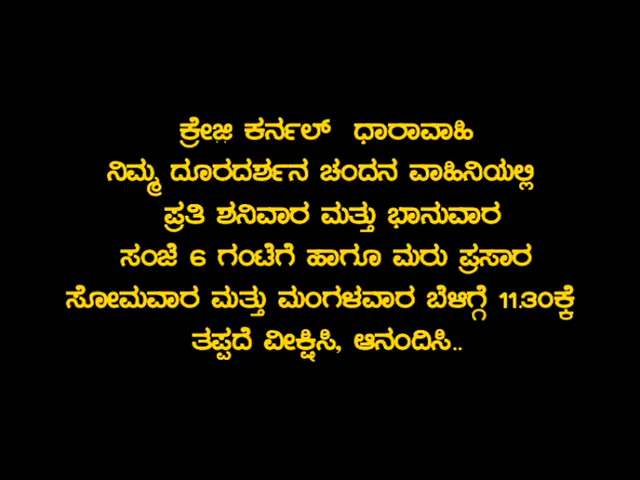 ಕ್ರೇಜ಼ಿ ಕರ್ನಲ್ ಧಾರಾವಾಹಿ
ನಿಮ್ಮ ದೂರದರ್ಶನ ಚಂದನ ವಾಹಿನಿಯಲ್ಲಿ
ಪ್ರತಿ ಶನಿವಾರ ಮತ್ತು ಭಾನುವಾರ
ಸಂಜೆ 6 ಗಂಟೆಗೆ ಹಾಗೂ ಮರು ಪ್ರಸಾರ
ಸೋಮವಾರ ಮತ್ತು ಮಂಗಳವಾರ ಬೆಳಿಗ್ಗೆ 11.30ಕ್ಕೆ
ತಪ್ಪದೆ ವೀಕ್ಷಿಸಿ, ಆನಂದಿಸಿ..